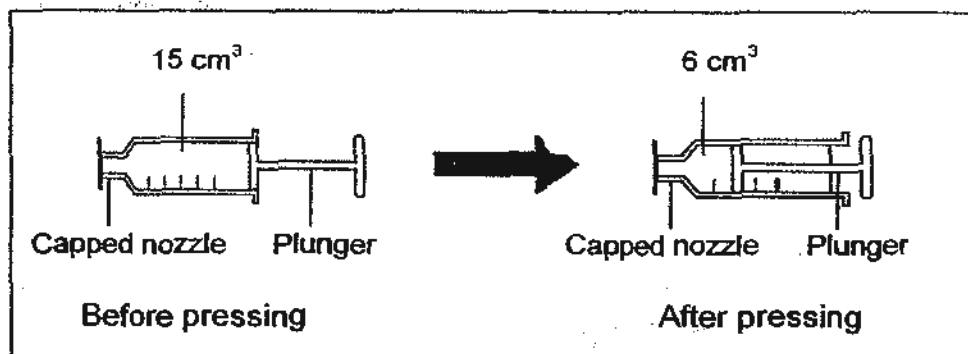 15 cm³ 6 cm³
Capped nozzle Plunger Capped nozzle Plunger
Before pressing After pressing